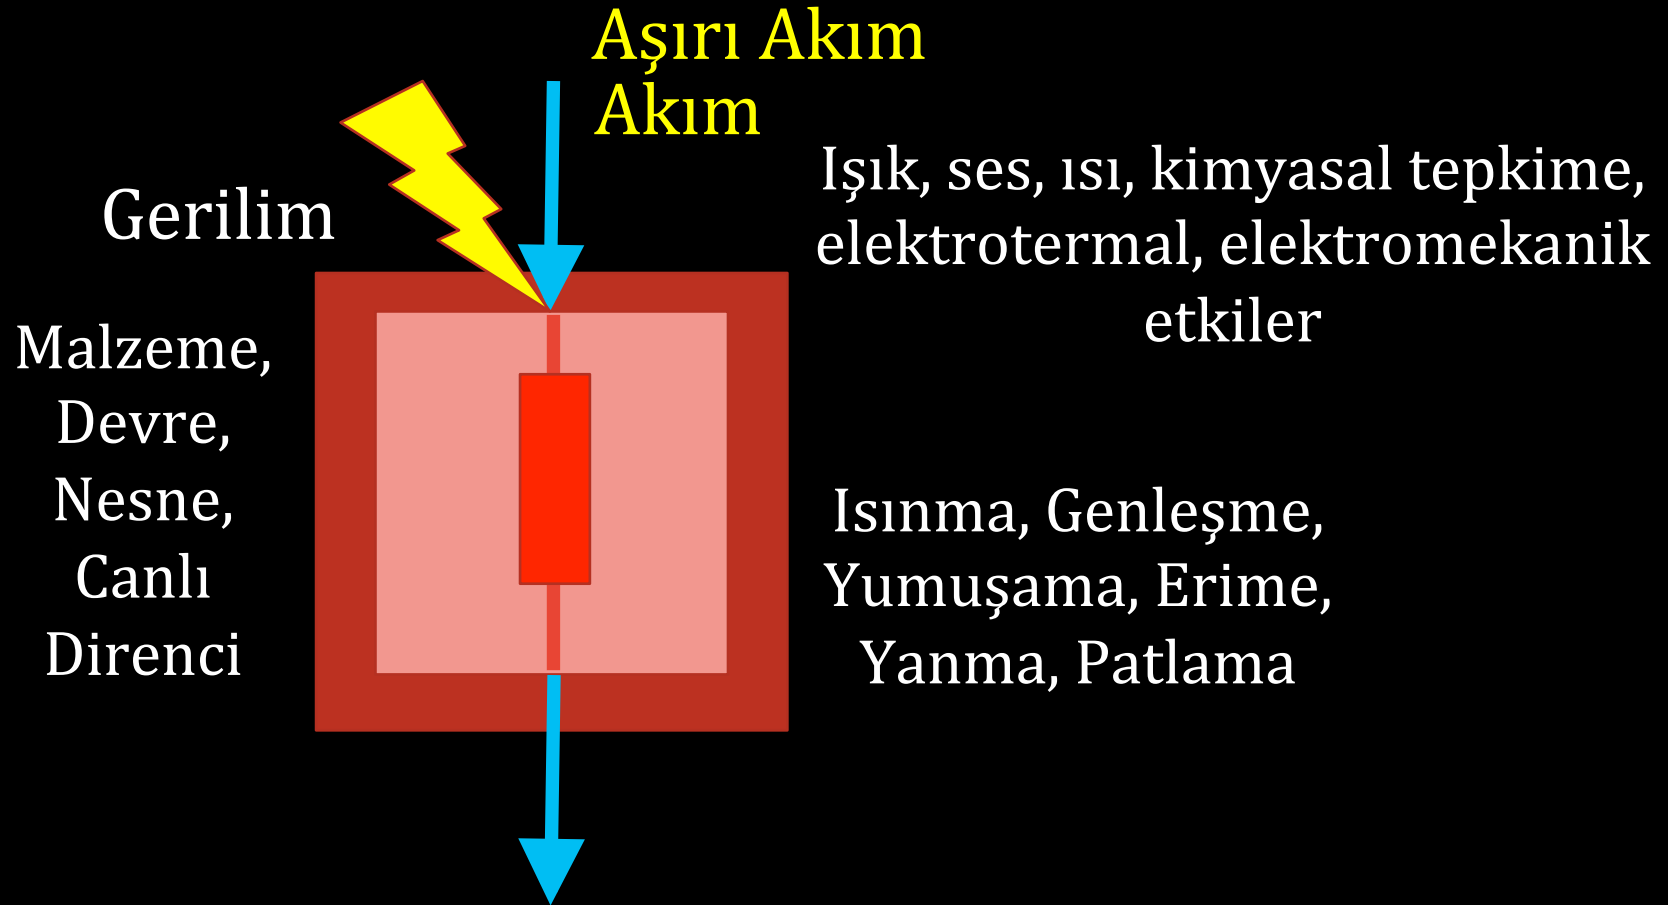 Aşırı Akım
Akım
Gerilim
Işık, ses, ısı, kimyasal tepkime,
elektrotermal, elektromekanik
etkiler
Malzeme,
Devre,
Nesne,
Canlı
Direnci
Isınma, Genleşme,
Yumuşama, Erime,
Yanma, Patlama